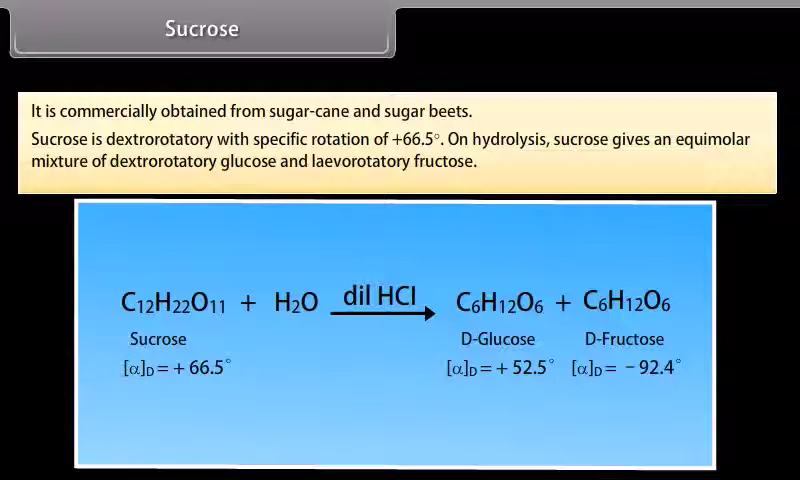 Sucrose
It is commercially obtained from sugar-cane and sugar beets.
Sucrose is dextrorotatory with specific rotation of +66.5°. On hydrolysis, sucrose gives an equimolar
mixture of dextrorotatory glucose and laevorotatory fructose.
C12H22O11 + H2O dil HCl C6H12O6 + C6H12O6
Sucrose D-Glucose D-Fructose
[α]D = + 66.5° [α]D = + 52.5° [α]D = − 92.4°